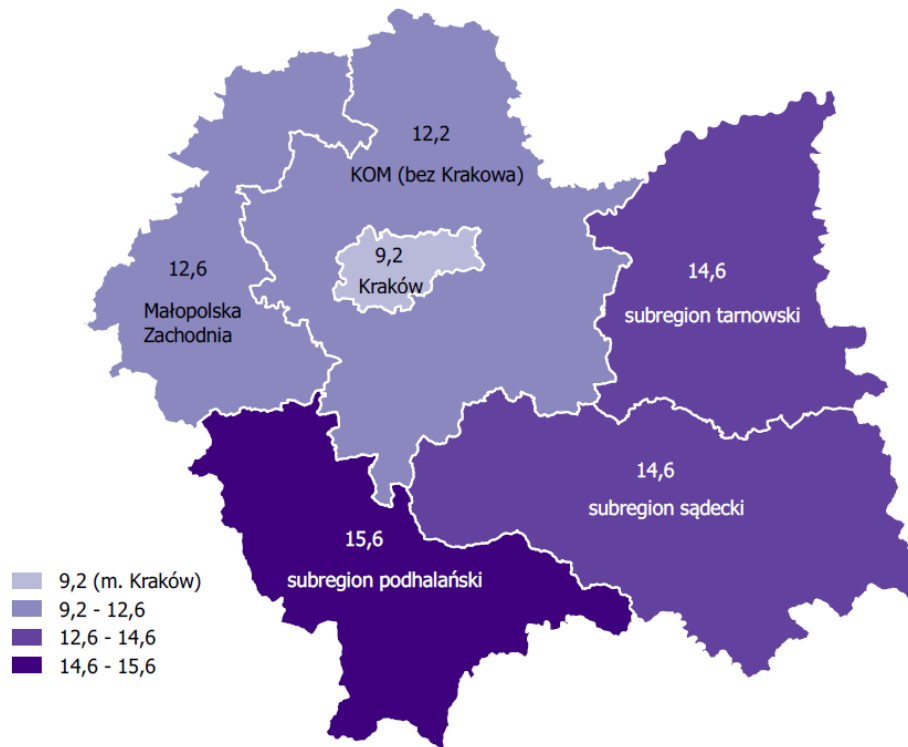 12,2
KOM (bez Krakowa)
9,2
Kraków
12,6
Małopolska
Zachodnia
14,6
subregion tarnowski
14,6
subregion sądecki
15,6
subregion podhalański
9,2 (m. Kraków)
9,2 - 12,6
12,6 - 14,6
14,6 - 15,6